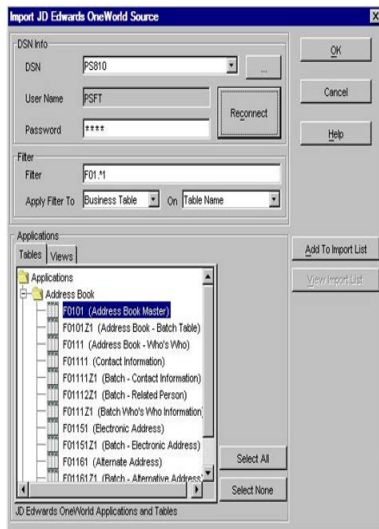 Import JD Edwards OneWorld Source
DSN Info
DSN
PS810
...
User Name
PSFT
Password
****
Reconnect
OK
Cancel
Help
Filter
Filter
F01.*1
Apply Filter To
Business Table
On
Table Name
Applications
Tables
Views
Applications
Address Book
F0101 (Address Book Master)
F0101Z1 (Address Book - Batch Table)
F0111 (Address Book - Who's Who)
F01111 (Contact Information)
F01111Z1 (Batch - Contact Information)
F01112Z1 (Batch - Related Person)
F0111Z1 (Batch Who's Who Information)
F01151 (Electronic Address)
F01151Z1 (Batch - Electronic Address)
F01161 (Alternate Address)
F01161Z1 (Batch - Alternative Address)
Add To Import List
View Import List
Select All
Select None
JD Edwards OneWorld Applications and Tables